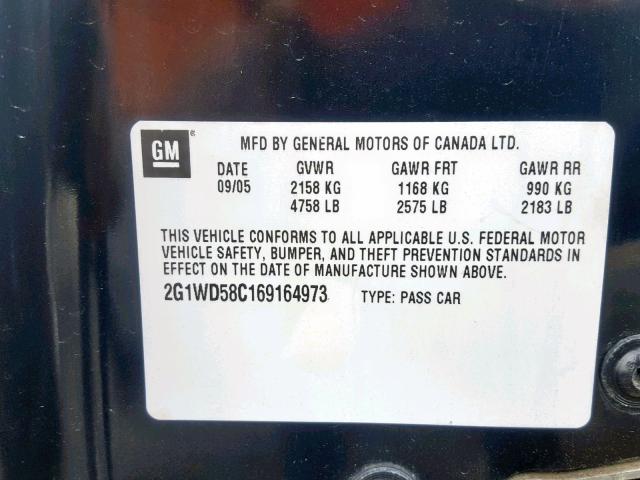 GM ®
MFD BY GENERAL MOTORS OF CANADA LTD.
DATE GVWR GAWR FRT GAWR RR
09/05 2158 KG 1168 KG 990 KG
4758 LB 2575 LB 2183 LB
THIS VEHICLE CONFORMS TO ALL APPLICABLE U.S. FEDERAL MOTOR
VEHICLE SAFETY, BUMPER, AND THEFT PREVENTION STANDARDS IN
EFFECT ON THE DATE OF MANUFACTURE SHOWN ABOVE.
2G1WD58C169164973 TYPE: PASS CAR